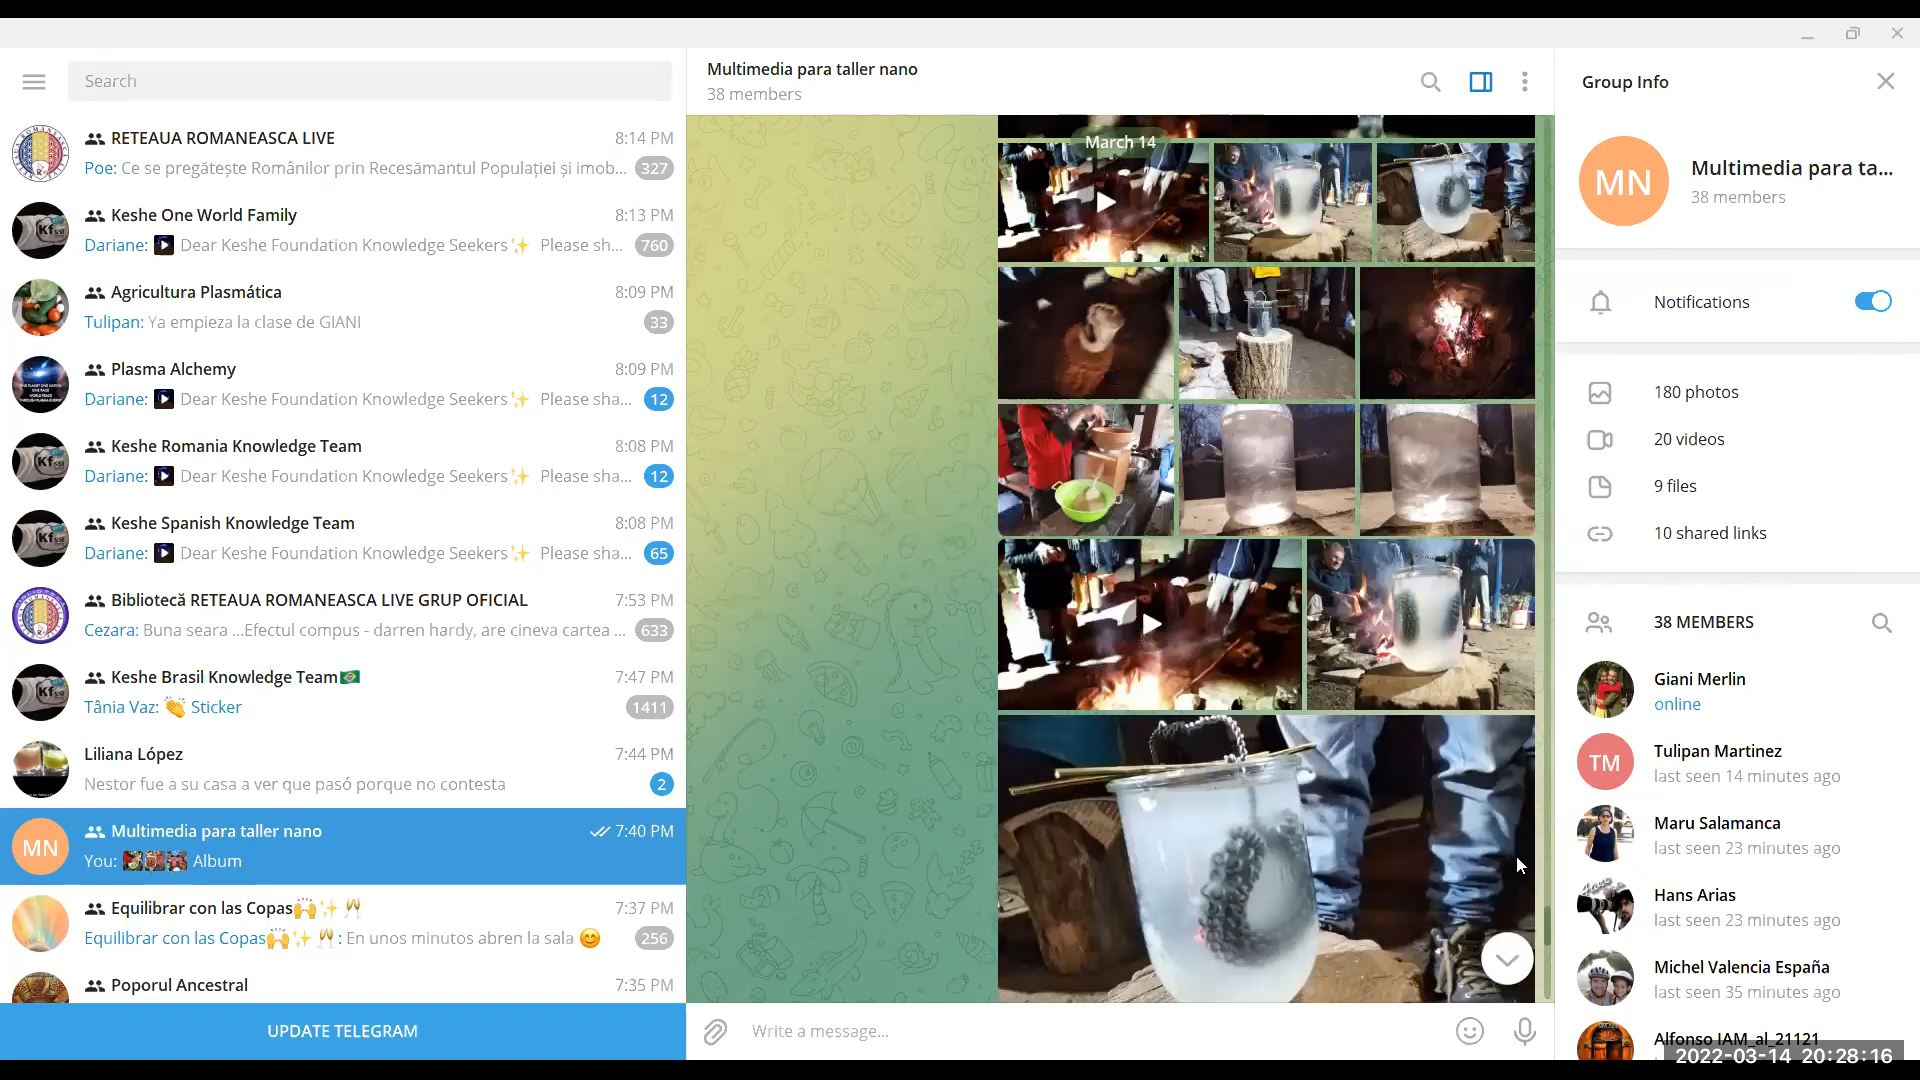 Search
RETEAUA ROMANEASCA LIVE 8:14 PM
Poe: Ce se pregătește Românilor prin Recesământul Populației și imob... 327
Keshe One World Family 8:13 PM
Dariane: Dear Keshe Foundation Knowledge Seekers✨ Please sh... 760
Agricultura Plasmática 8:09 PM
Tulipan: Ya empieza la clase de GIANI 33
Plasma Alchemy 8:09 PM
Dariane: Dear Keshe Foundation Knowledge Seekers✨ Please sha... 12
Keshe Romania Knowledge Team 8:08 PM
Dariane: Dear Keshe Foundation Knowledge Seekers✨ Please sha... 12
Keshe Spanish Knowledge Team 8:08 PM
Dariane: Dear Keshe Foundation Knowledge Seekers✨ Please sha... 65
Bibliotecă RETEAUA ROMANEASCA LIVE GRUP OFICIAL 7:53 PM
Cezara: Buna seara ...Efectul compus - darren hardy, are cineva cartea ... 633
Keshe Brasil Knowledge Team🇧🇷 7:47 PM
Tânia Vaz: 👏 Sticker 1411
Liliana López 7:44 PM
Nestor fue a su casa a ver que pasó porque no contesta 2
MN
Multimedia para taller nano 7:40 PM
You: Album
Equilibrar con las Copas🙌✨🥂 7:37 PM
Equilibrar con las Copas🙌✨🥂: En unos minutos abren la sala 😊 256
Poporul Ancestral 7:35 PM
UPDATE TELEGRAM
Multimedia para taller nano
38 members
March 14
Write a message...
Group Info
MN
Multimedia para ta...
38 members
Notifications
180 photos
20 videos
9 files
10 shared links
38 MEMBERS
Giani Merlin
online
TM
Tulipan Martinez
last seen 14 minutes ago
Maru Salamanca
last seen 23 minutes ago
Hans Arias
last seen 23 minutes ago
Michel Valencia España
last seen 35 minutes ago
Alfonso IAM_al_21121
2022-03-14 20:28:16